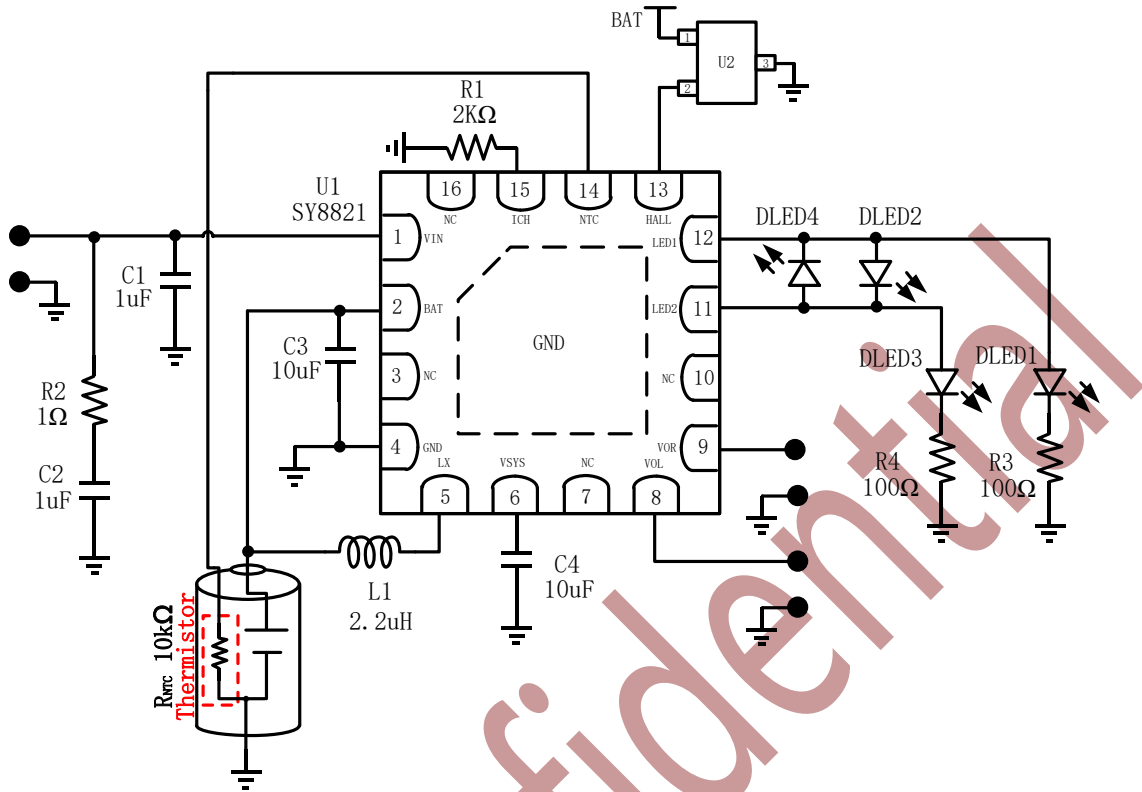 BAT
1
U2
3
2
R1
2KΩ
U1
SY8821
16
15
14
13
NC
ICH
NTC
HALL
DLED4
DLED2
1
VIN
LED1
12
C1
1uF
2
BAT
LED2
11
C3
10uF
GND
DLED3
DLED1
3
NC
NC
10
R2
1Ω
4
GND
VOR
9
LX
VSYS
NC
VOL
R4
100Ω
R3
100Ω
C2
1uF
5
6
7
8
C4
10uF
L1
2.2uH
RNTC 10kΩ
Thermistor
fidential